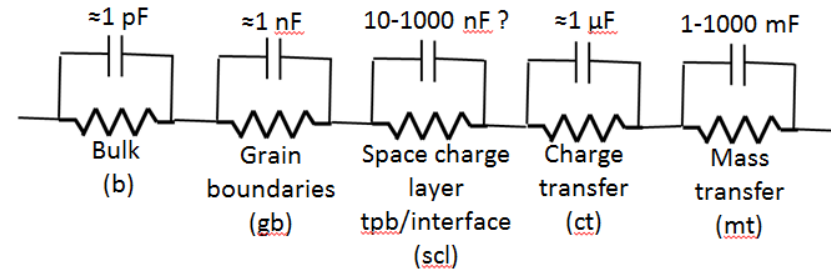 ≈1 pF
≈1 nF
10-1000 nF ?
≈1 µF
1-1000 mF
Bulk
(b)
Grain
boundaries
(gb)
Space charge
layer
tpb/interface
(scl)
Charge
transfer
(ct)
Mass
transfer
(mt)